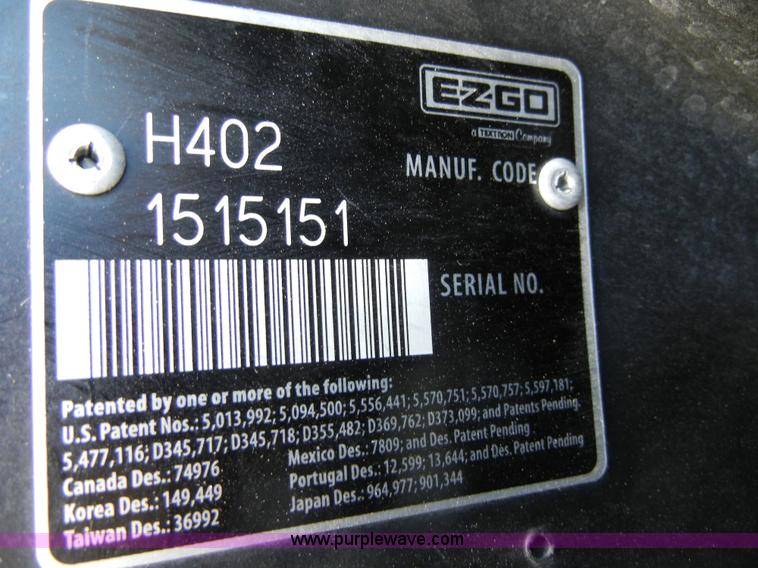 EZGO
a TEXTRON Company
H402
MANUF. CODE
1515151
SERIAL NO.
Patented by one or more of the following:
U.S. Patent Nos.: 5,013,992; 5,094,500; 5,556,441; 5,570,751; 5,570,757; 5,597,181;
5,477,116; D345,717; D345,718; D355,482; D369,762; D373,099; and Patents Pending.
Canada Des.: 74976
Mexico Des.: 7809; and Des. Patent Pending
Korea Des.: 149,449
Portugal Des.: 12,599; 13,644; and Des. Patent Pending
Taiwan Des.: 36992
Japan Des.: 964,977; 901,344
www.purplewave.com